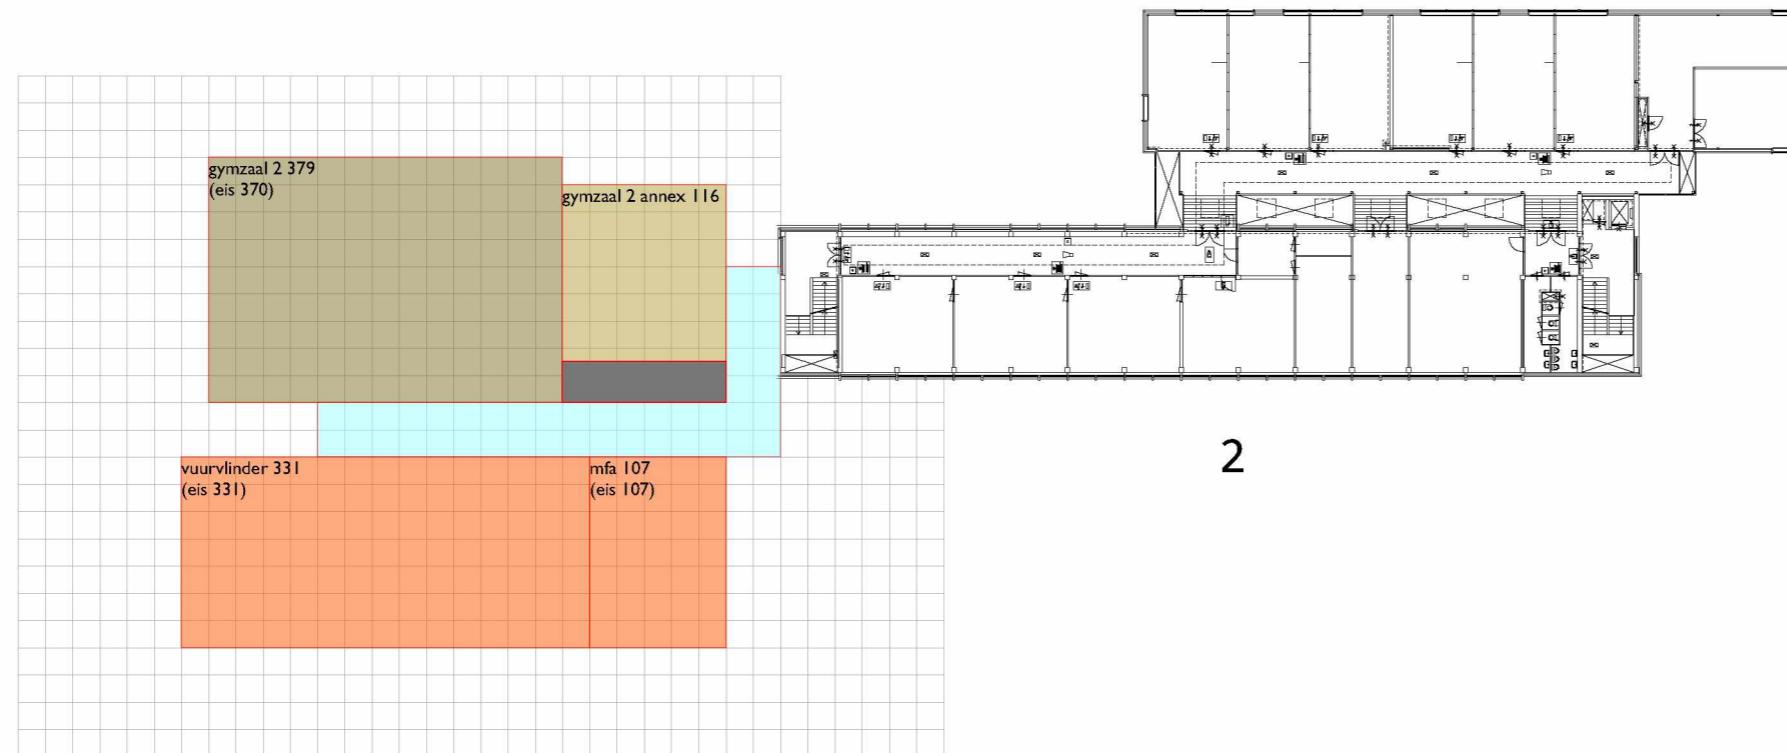 gymzaal 2 379
(eis 370)
gymzaal 2 annex 116
vuurvlinder 331
(eis 331)
mfa 107
(eis 107)
2